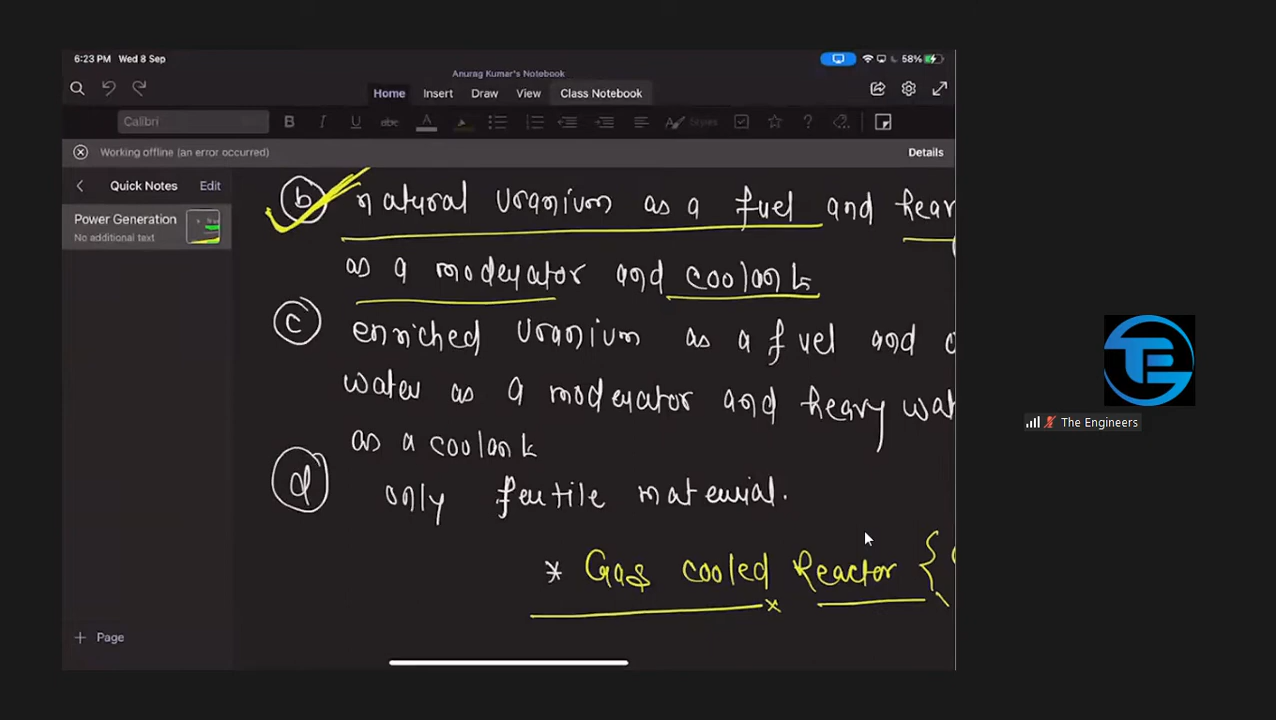 6:23 PM Wed 8 Sep
58%
Anurag Kumar's Notebook
Home Insert Draw View Class Notebook
Calibri B I U abc A Styles ?
Working offline (an error occurred) Details
Quick Notes Edit
Power Generation
No additional text
b natural uranium as a fuel and
as a moderator and coolant
c enriched uranium as a fuel and
water as a moderator and heavy
as a coolant
d only fertile material.
* Gas cooled Reactor {
+ Page
The Engineers